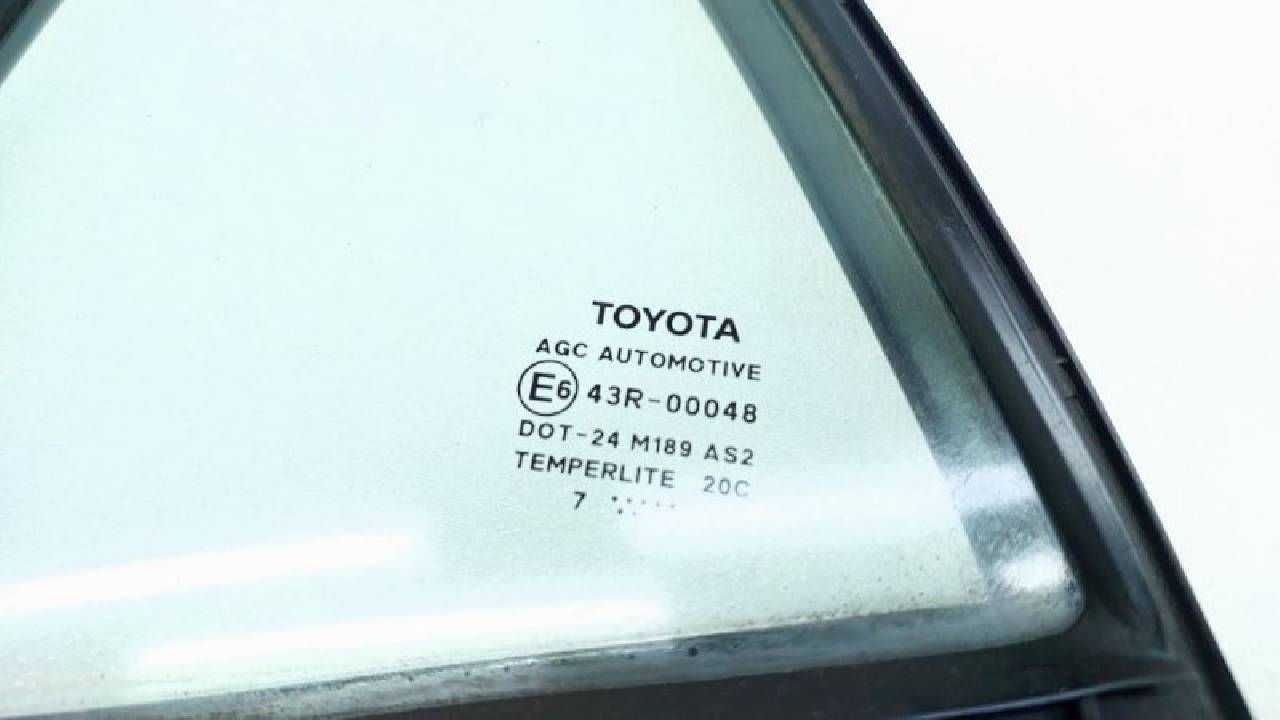 TOYOTA
AGC AUTOMOTIVE
E6 43R-00048
DOT-24 M189 AS2
TEMPERLITE 20C
7